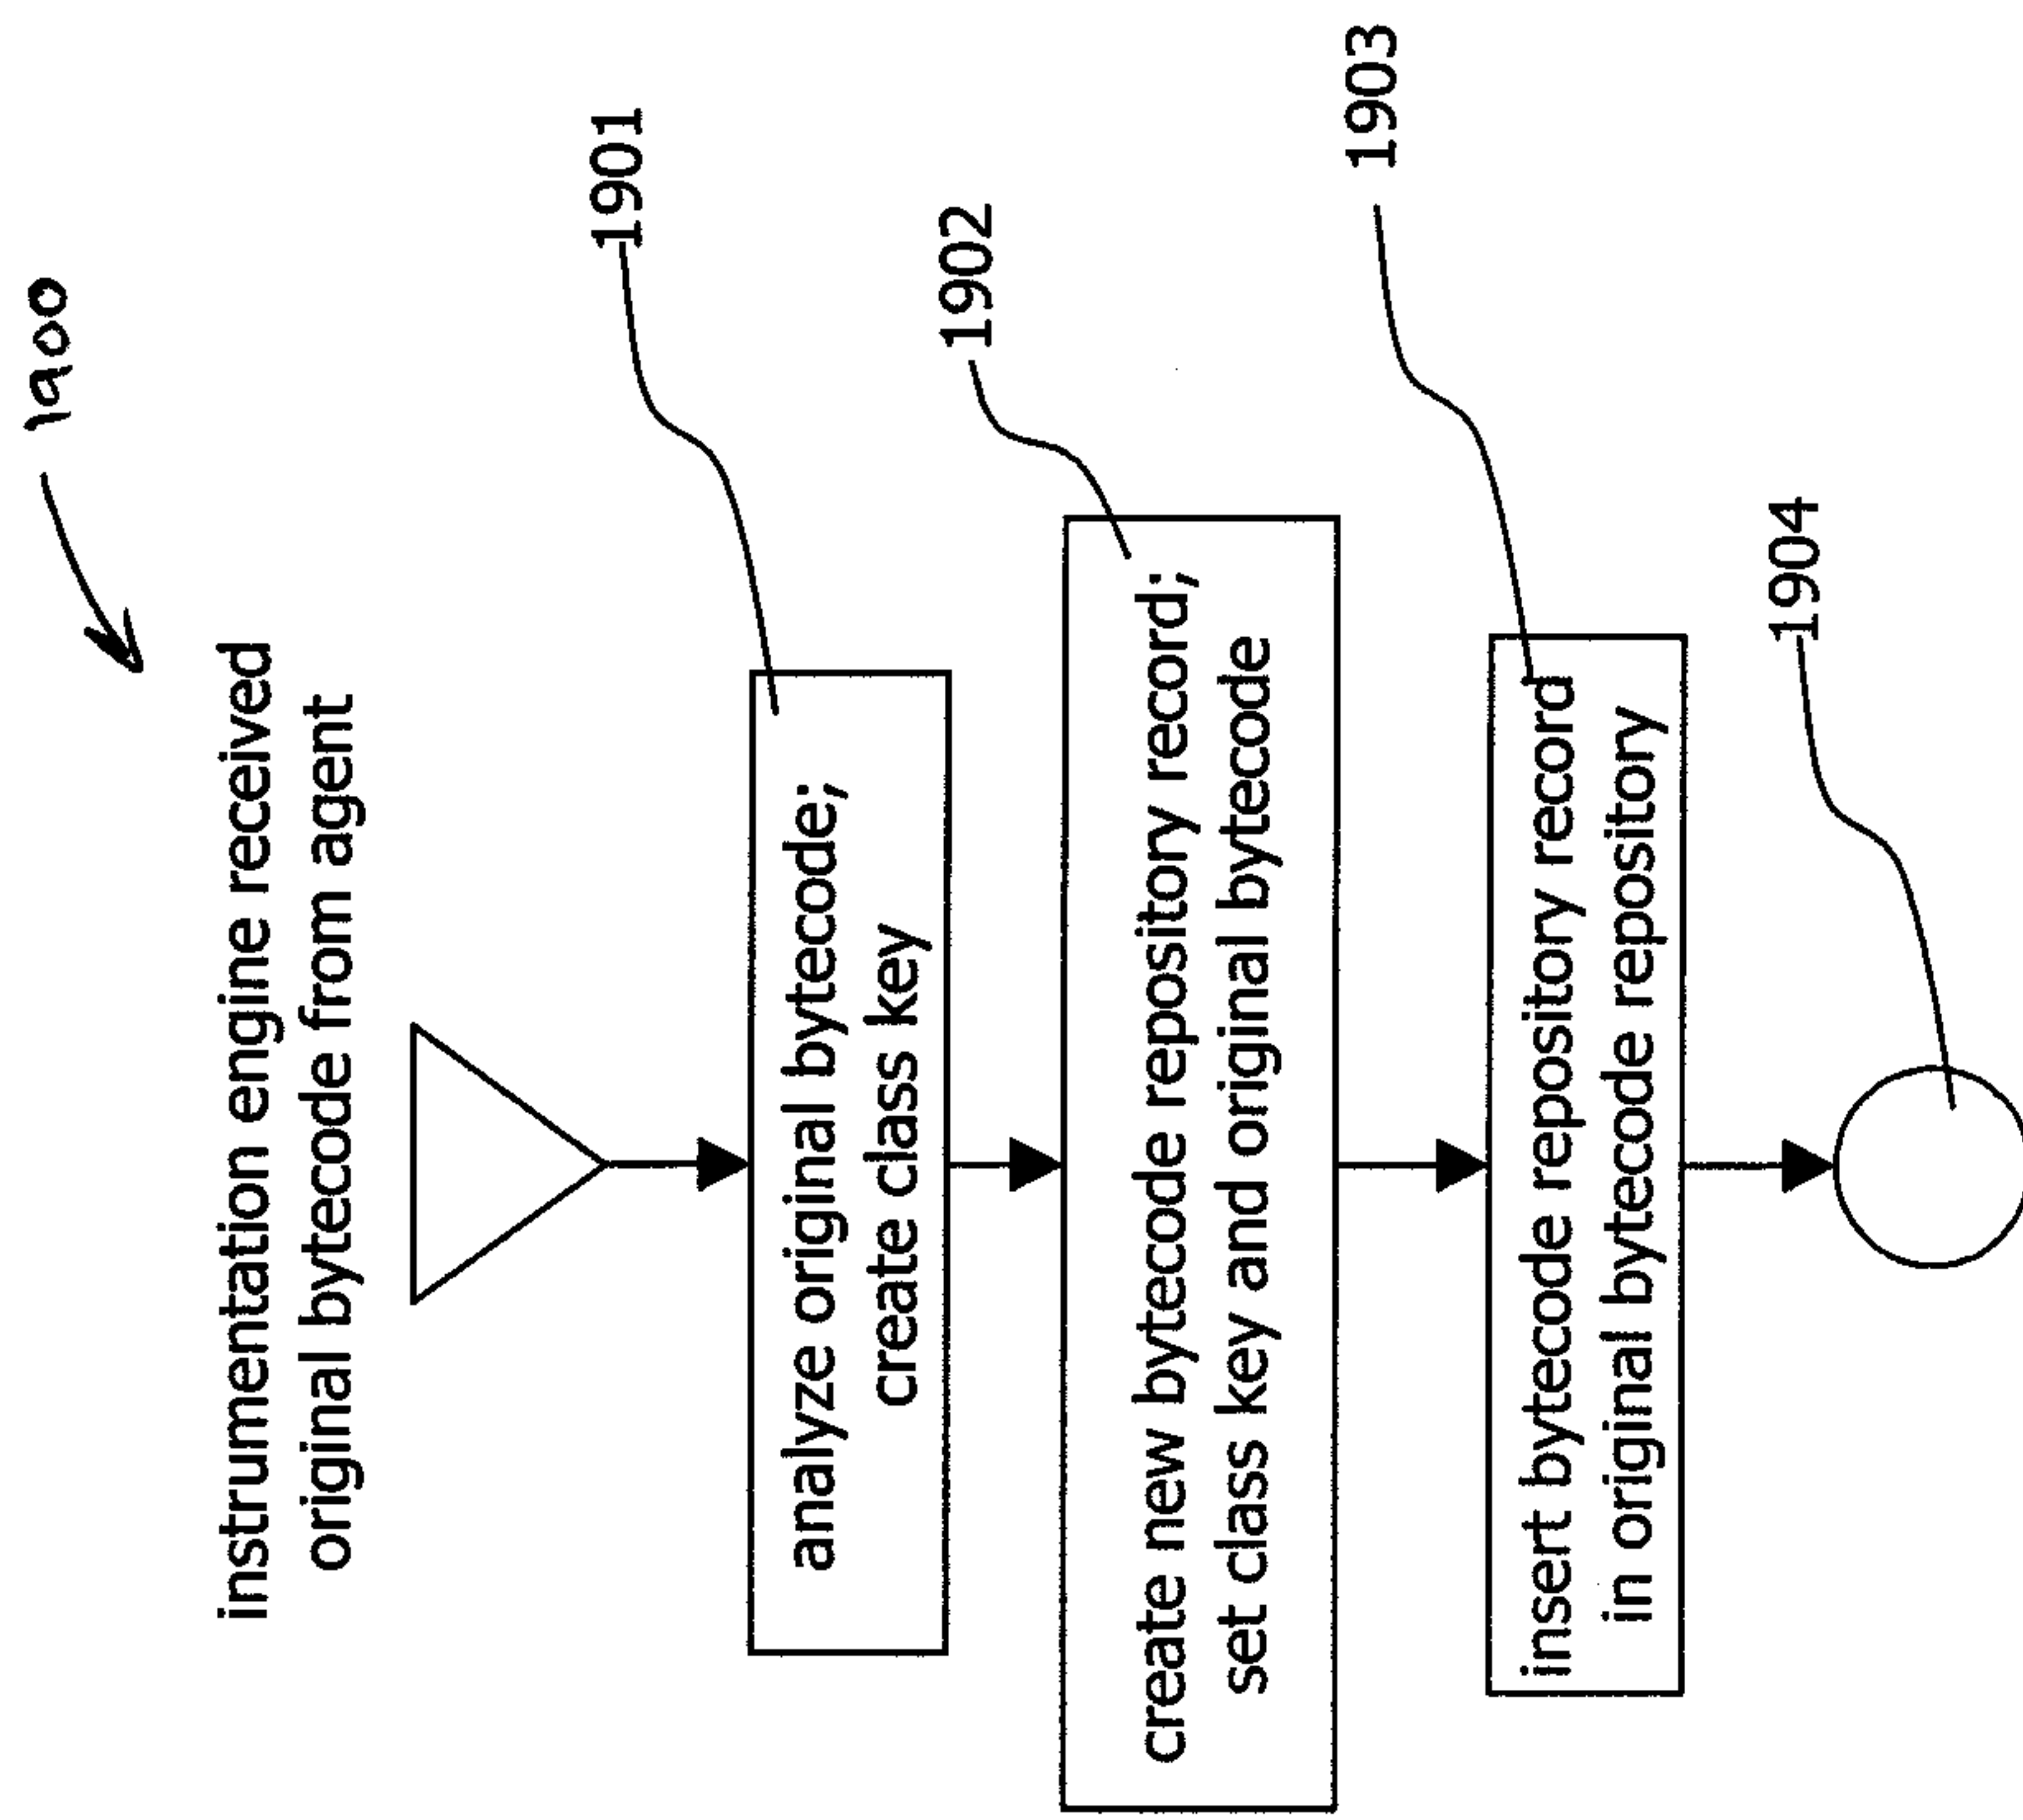 1900
instrumentation engine received
original bytecode from agent
1901
analyze original bytecode;
create class key
1902
create new bytecode repository record;
set class key and original bytecode
1903
insert bytecode repository record
in original bytecode repository
1904